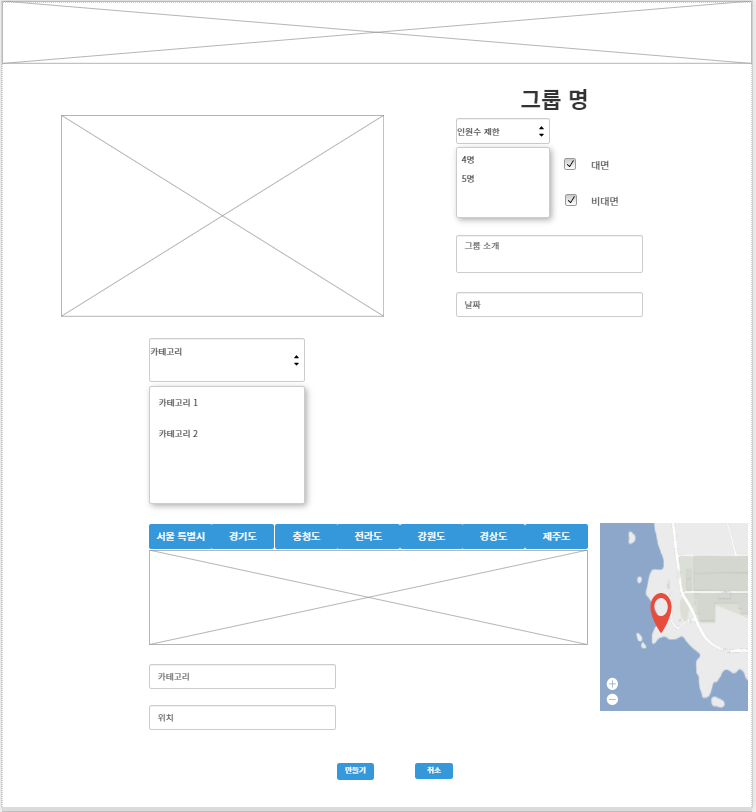 그룹 명
인원수 제한
4명
5명
대면
비대면
그룹 소개
날짜
카테고리
카테고리 1
카테고리 2
서울 특별시 경기도 충청도 전라도 강원도 경상도 제주도
카테고리
위치
만들기 취소